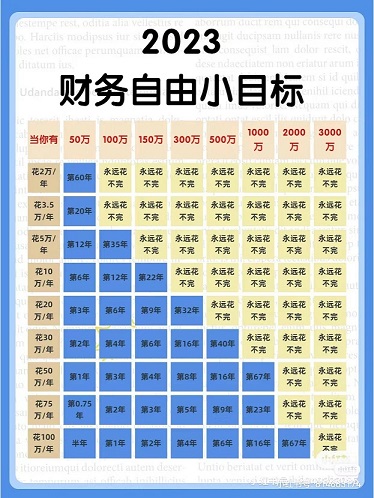 2023
财务自由小目标
当你有 50万 100万 150万 300万 500万 1000万 2000万 3000万
花2万/年 第60年 永远花不完 永远花不完 永远花不完 永远花不完 永远花不完 永远花不完 永远花不完
花3.5万/年 第20年 永远花不完 永远花不完 永远花不完 永远花不完 永远花不完 永远花不完 永远花不完
花5万/年 第12年 第35年 永远花不完 永远花不完 永远花不完 永远花不完 永远花不完 永远花不完
花10万/年 第6年 第12年 第22年 永远花不完 永远花不完 永远花不完 永远花不完 永远花不完
花20万/年 第3年 第6年 第9年 第32年 永远花不完 永远花不完 永远花不完 永远花不完
花30万/年 第2年 第4年 第6年 第16年 第40年 永远花不完 永远花不完 永远花不完
花50万/年 第1年 第3年 第4年 第8年 第16年 第67年 永远花不完 永远花不完
花75万/年 第0.75年 第2年 第3年 第5年 第9年 第23年 永远花不完 永远花不完
花100万/年 半年 第1年 第2年 第4年 第6年 第16年 第67年 永远花不完